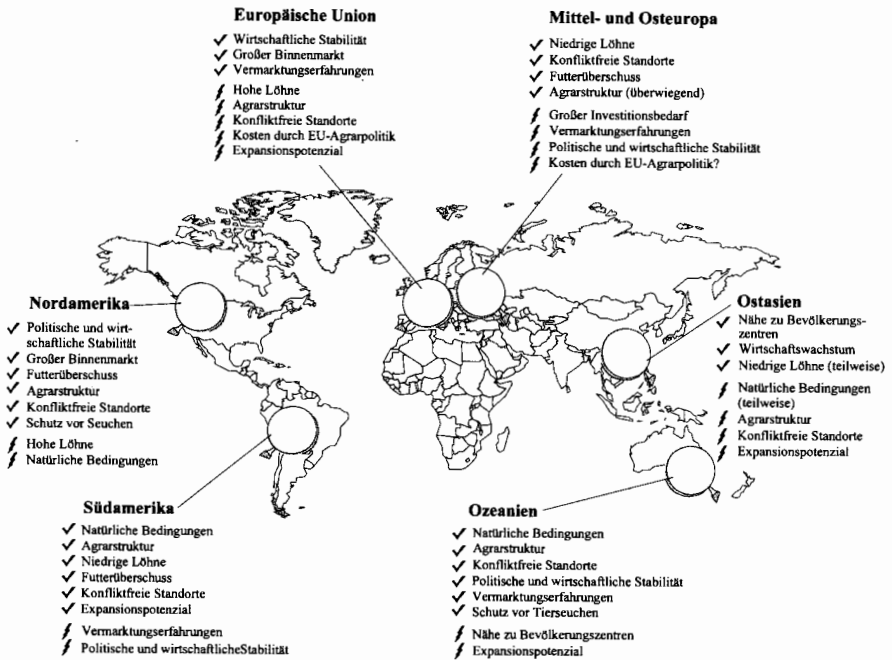 Europäische Union
✓ Wirtschaftliche Stabilität
✓ Großer Binnenmarkt
✓ Vermarktungserfahrungen
Hohe Löhne
Agrarstruktur
Konfliktfreie Standorte
Kosten durch EU-Agrarpolitik
Expansionspotenzial
Mittel- und Osteuropa
✓ Niedrige Löhne
✓ Konfliktfreie Standorte
✓ Futterüberschuss
✓ Agrarstruktur (überwiegend)
Großer Investitionsbedarf
Vermarktungserfahrungen
Politische und wirtschaftliche Stabilität
Kosten durch EU-Agrarpolitik?
Nordamerika
✓ Politische und wirt-
schaftliche Stabilität
✓ Großer Binnenmarkt
✓ Futterüberschuss
✓ Agrarstruktur
✓ Konfliktfreie Standorte
✓ Schutz vor Seuchen
Hohe Löhne
Natürliche Bedingungen
Ostasien
✓ Nähe zu Bevölkerungs-
zentren
✓ Wirtschaftswachstum
✓ Niedrige Löhne (teilweise)
Natürliche Bedingungen
(teilweise)
Agrarstruktur
Konfliktfreie Standorte
Expansionspotenzial
Südamerika
✓ Natürliche Bedingungen
✓ Agrarstruktur
✓ Niedrige Löhne
✓ Futterüberschuss
✓ Konfliktfreie Standorte
✓ Expansionspotenzial
Vermarktungserfahrungen
Politische und wirtschaftlicheStabilität
Ozeanien
✓ Natürliche Bedingungen
✓ Agrarstruktur
✓ Konfliktfreie Standorte
✓ Politische und wirtschaftliche Stabilität
✓ Vermarktungserfahrungen
✓ Schutz vor Tierseuchen
Nähe zu Bevölkerungszentren
Expansionspotenzial